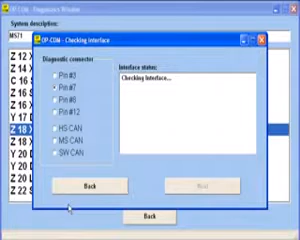 OP-COM - Diagnostics Window
System description:
MS71
OP-COM - Checking Interface
Diagnostic connector
Interface status:
Pin #3
Checking Interface...
Pin #7
Pin #8
Pin #12
HS CAN
MS CAN
SW CAN
Back
Next
Z 12 X
Z 14 X
C 16 S
Z 16 S
Z 16 X
Y 17 D
Z 18 X
Z 18 X
Y 20 D
Z 20 L
Z 20 L
Z 22 S
Back